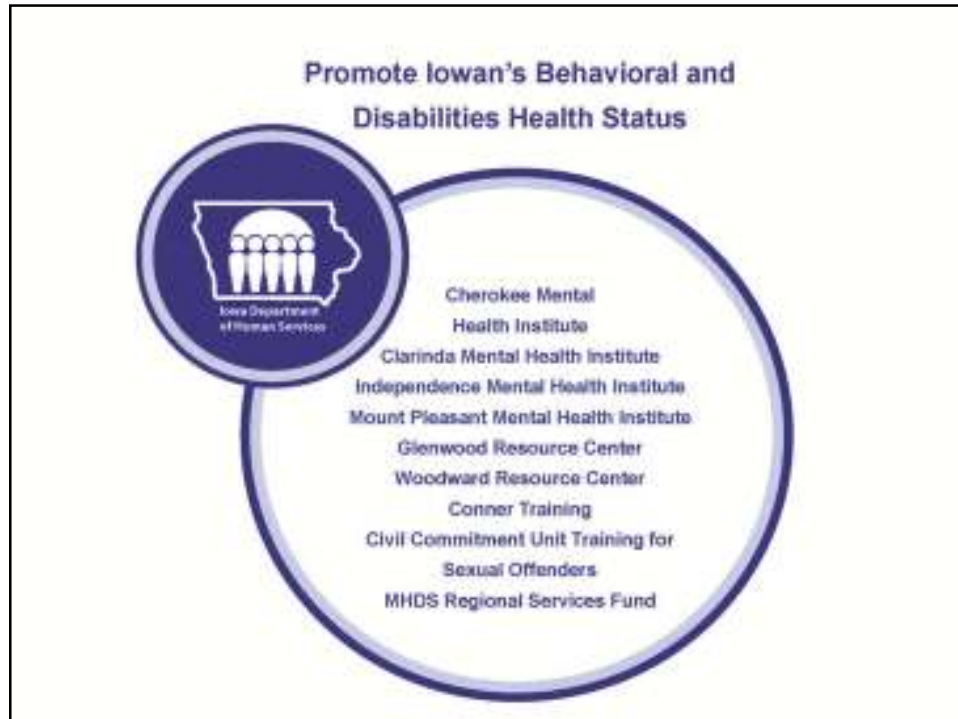 Promote Iowan's Behavioral and
Disabilities Health Status
Iowa Department
of Human Services
Cherokee Mental
Health Institute
Clarinda Mental Health Institute
Independence Mental Health Institute
Mount Pleasant Mental Health Institute
Glenwood Resource Center
Woodward Resource Center
Conner Training
Civil Commitment Unit Training for
Sexual Offenders
MHDS Regional Services Fund